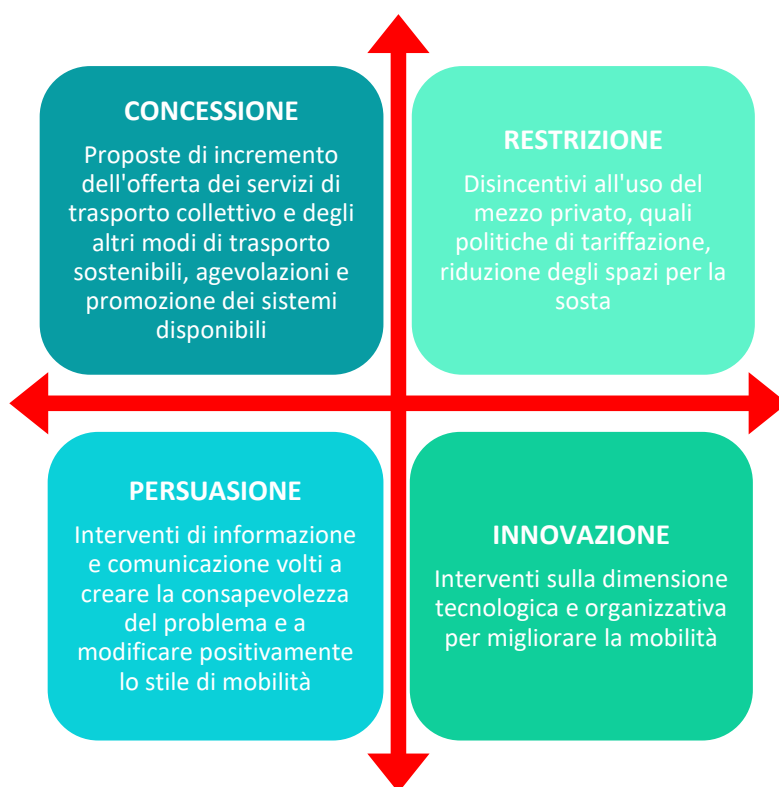 CONCESSIONE
Proposte di incremento
dell'offerta dei servizi di
trasporto collettivo e degli
altri modi di trasporto
sostenibili, agevolazioni e
promozione dei sistemi
disponibili
RESTRIZIONE
Disincentivi all'uso del
mezzo privato, quali
politiche di tariffazione,
riduzione degli spazi per la
sosta
PERSUASIONE
Interventi di informazione
e comunicazione volti a
creare la consapevolezza
del problema e a
modificare positivamente
lo stile di mobilità
INNOVAZIONE
Interventi sulla dimensione
tecnologica e organizzativa
per migliorare la mobilità